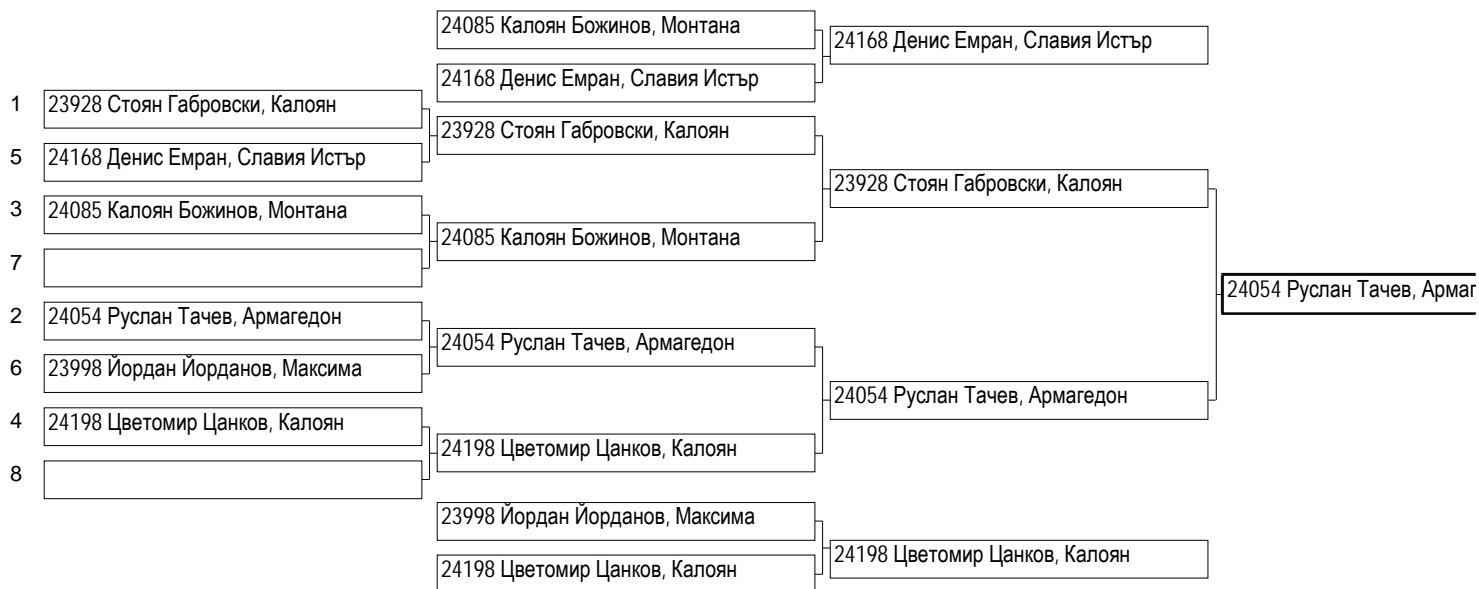 24085 Калоян Божинов, Монтана
24168 Денис Емран, Славия Истър
24168 Денис Емран, Славия Истър
1 23928 Стоян Габровски, Калоян
23928 Стоян Габровски, Калоян
5 24168 Денис Емран, Славия Истър
23928 Стоян Габровски, Калоян
3 24085 Калоян Божинов, Монтана
24085 Калоян Божинов, Монтана
7
24054 Руслан Тачев, Армаг
2 24054 Руслан Тачев, Армагедон
24054 Руслан Тачев, Армагедон
6 23998 Йордан Йорданов, Максима
24054 Руслан Тачев, Армагедон
4 24198 Цветомир Цанков, Калоян
24198 Цветомир Цанков, Калоян
8
23998 Йордан Йорданов, Максима
24198 Цветомир Цанков, Калоян
24198 Цветомир Цанков, Калоян